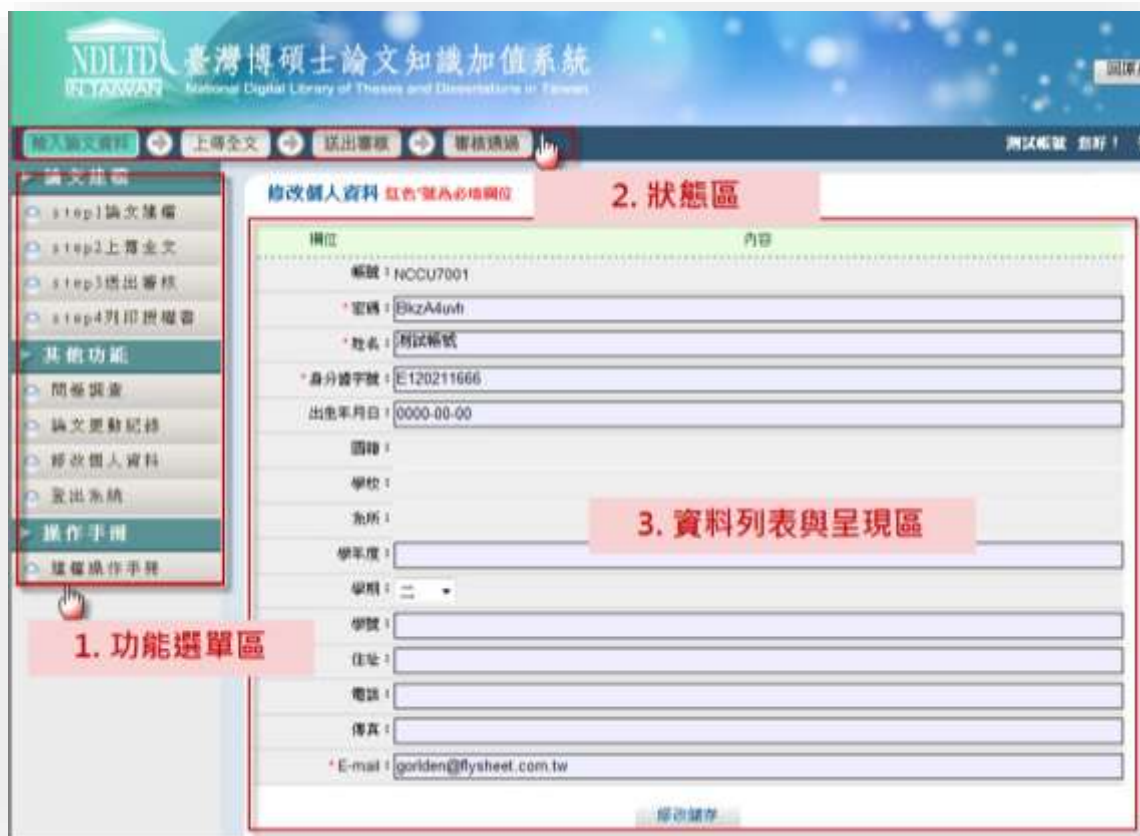 NDLTD 臺灣博碩士論文知識加值系統
IN TAIWAN National Digital Library of Theses and Dissertations in Taiwan
輸入論文資料 上傳全文 送出審核 審核通過 測試帳號 您好！
論文建檔
step1論文建檔
step2上傳全文
step3送出審核
step4列印授權書
其他功能
問卷調查
論文更動紀錄
修改個人資料
登出系統
操作手冊
建檔操作手冊
1. 功能選單區
修改個人資料 紅色*號為必填欄位
2. 狀態區
欄位 內容
帳號：NCCU7001
*密碼：BkzA4uvh
*姓名：測試帳號
*身分證字號：E120211666
出生年月日：0000-00-00
國籍：
學校：
系所：
3. 資料列表與呈現區
學年度：
學期：二
學號：
住址：
電話：
傳真：
*E-mail：gorlden@flysheet.com.tw
修改儲存